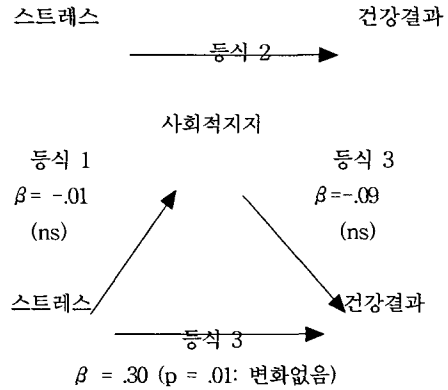 스트레스 건강결과
등식 2
사회적지지
등식 1 등식 3
β= -.01 β=-.09
(ns) (ns)
스트레스 건강결과
등식 3
β = .30 (p = .01: 변화없음)